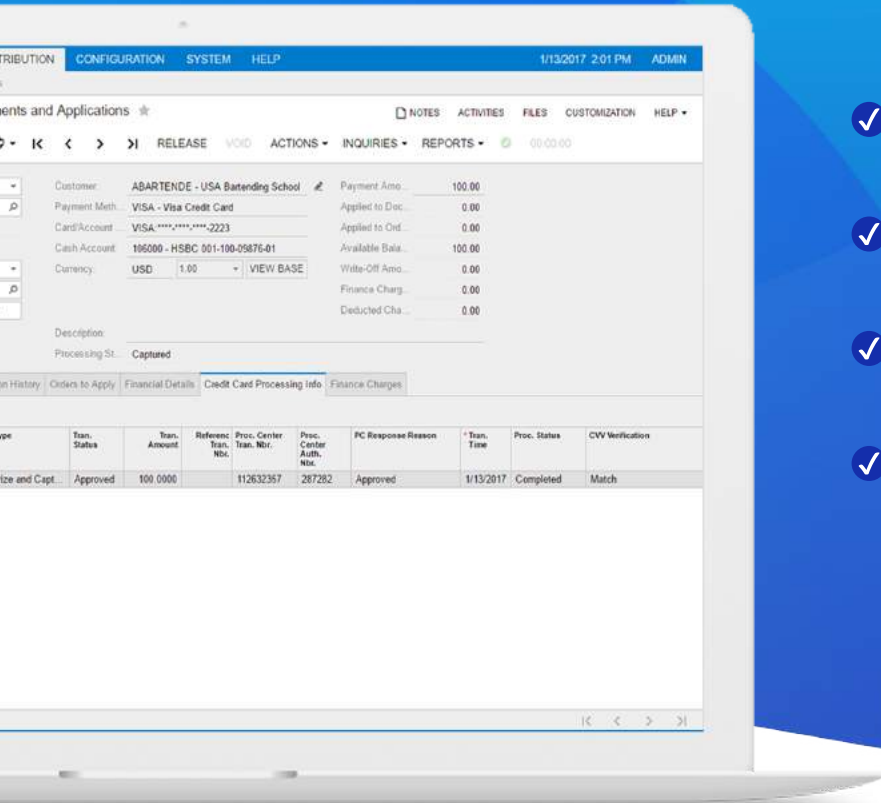 TRIBUTION CONFIGURATION SYSTEM HELP 1/13/2017 2:01 PM ADMIN
ments and Applications NOTES ACTIVITIES FILES CUSTOMIZATION HELP
RELEASE VOID ACTIONS INQUIRIES REPORTS 00:00:00
Customer: ABARTENDE - USA Bartending School Payment Amo... 100.00
Payment Meth... VISA - Visa Credit Card Applied to Doc... 0.00
Card/Account ... VISA:****-****-****-2223 Applied to Ord... 0.00
Cash Account: 106000 - HSBC 001-100-09876-01 Available Bala... 100.00
Currency: USD 1.00 VIEW BASE Write-Off Amo... 0.00
Finance Charg... 0.00
Deducted Cha... 0.00
Description:
Processing St... Captured
on History Orders to Apply Financial Details Credit Card Processing Info Finance Charges
ype Tran. Status Tran. Amount Referenc Tran. Nbr. Proc. Center Tran. Nbr. Proc. Center Auth. Nbr. PC Response Reason * Tran. Time Proc. Status CVV Verification
rize and Capt... Approved 100.0000 112632357 287282 Approved 1/13/2017 Completed Match